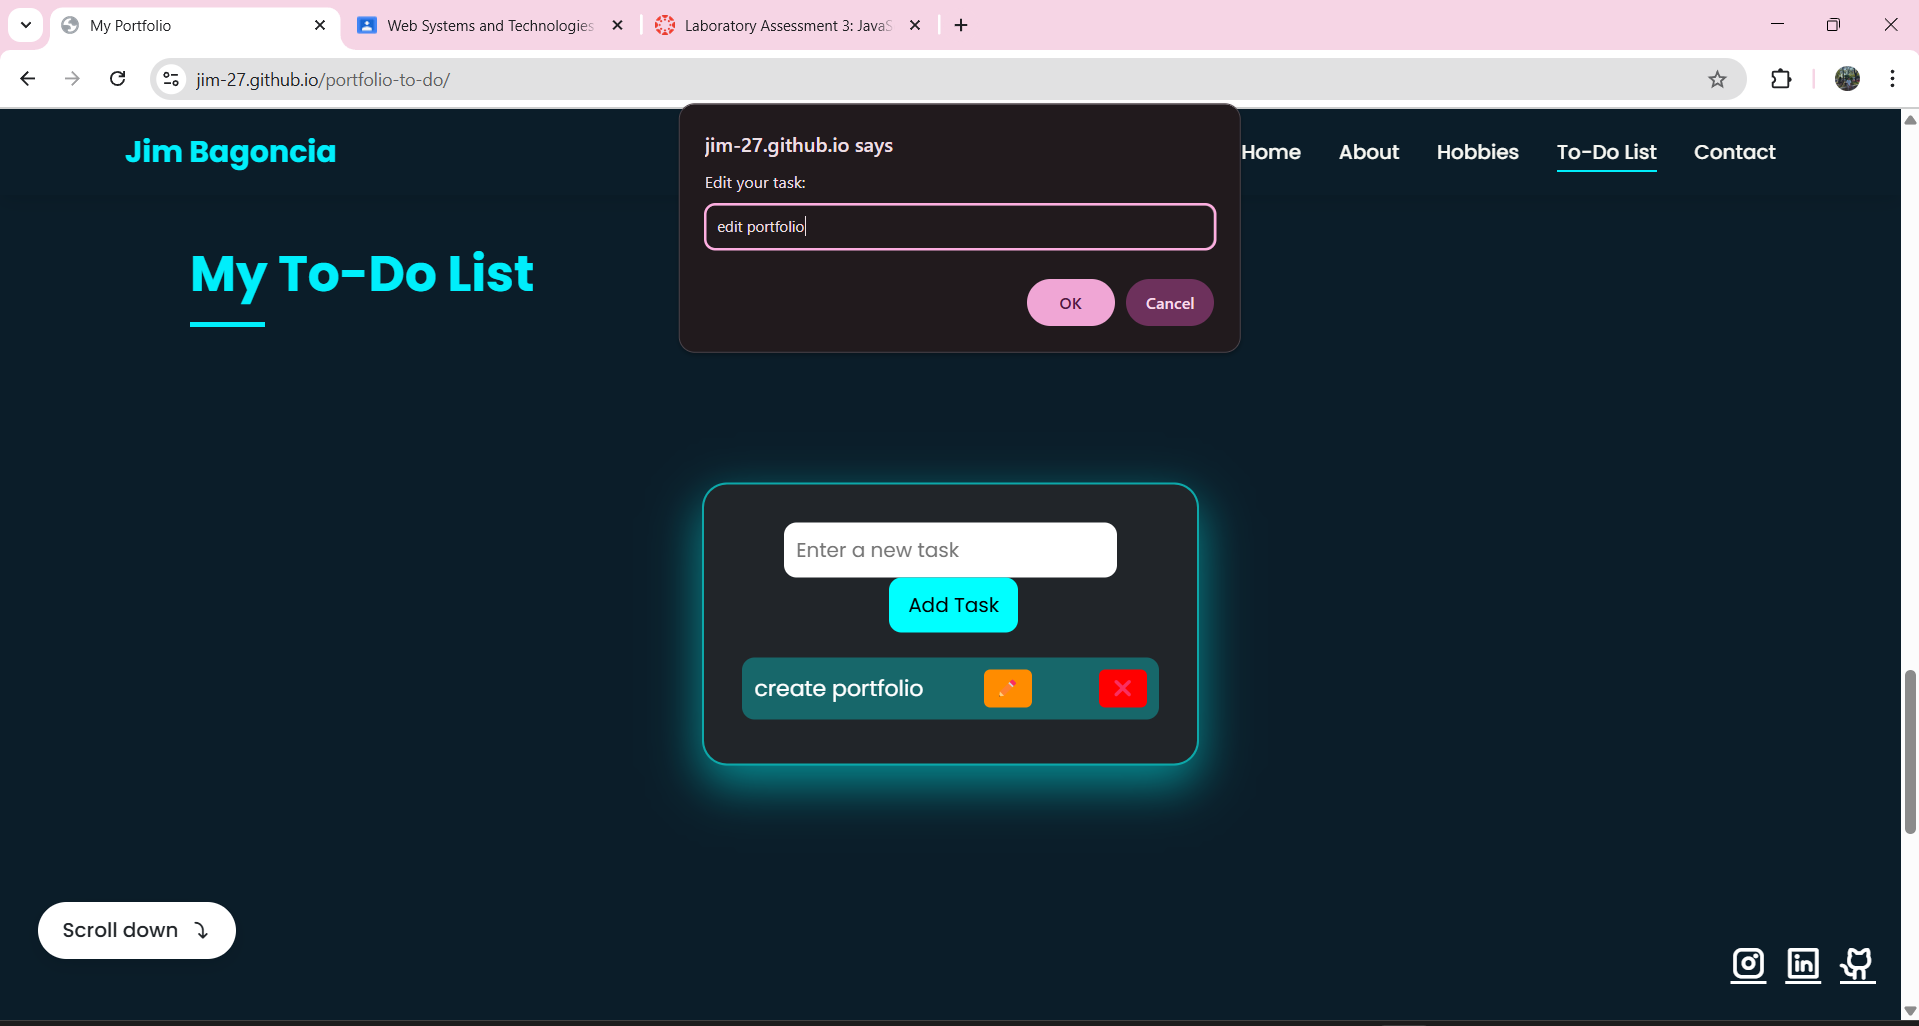 My Portfolio
Web Systems and Technologies
Laboratory Assessment 3: JavaS
jim-27.github.io/portfolio-to-do/
jim-27.github.io says
Edit your task:
edit portfolio
OK Cancel
Jim Bagoncia
Home About Hobbies To-Do List Contact
My To-Do List
Enter a new task
Add Task
create portfolio
Scroll down
in